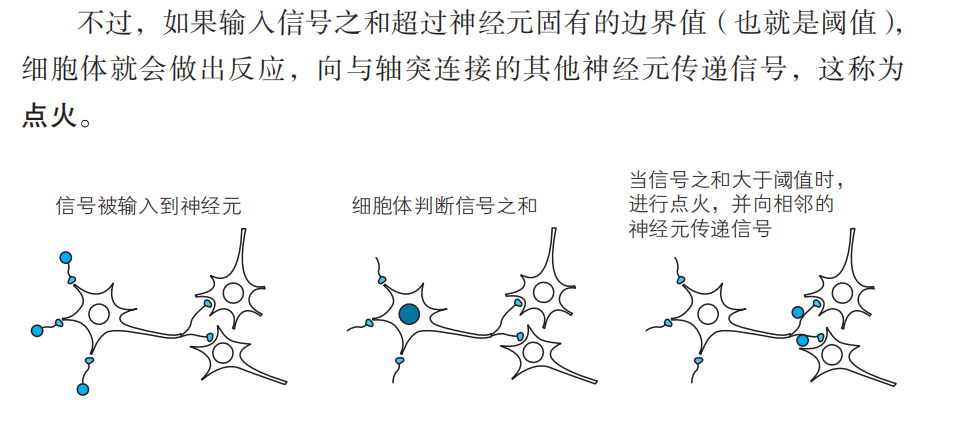 不过，如果输入信号之和超过神经元固有的边界值（也就是阈值），
细胞体就会做出反应，向与轴突连接的其他神经元传递信号，这称为
点火。
信号被输入到神经元
细胞体判断信号之和
当信号之和大于阈值时，
进行点火，并向相邻的
神经元传递信号